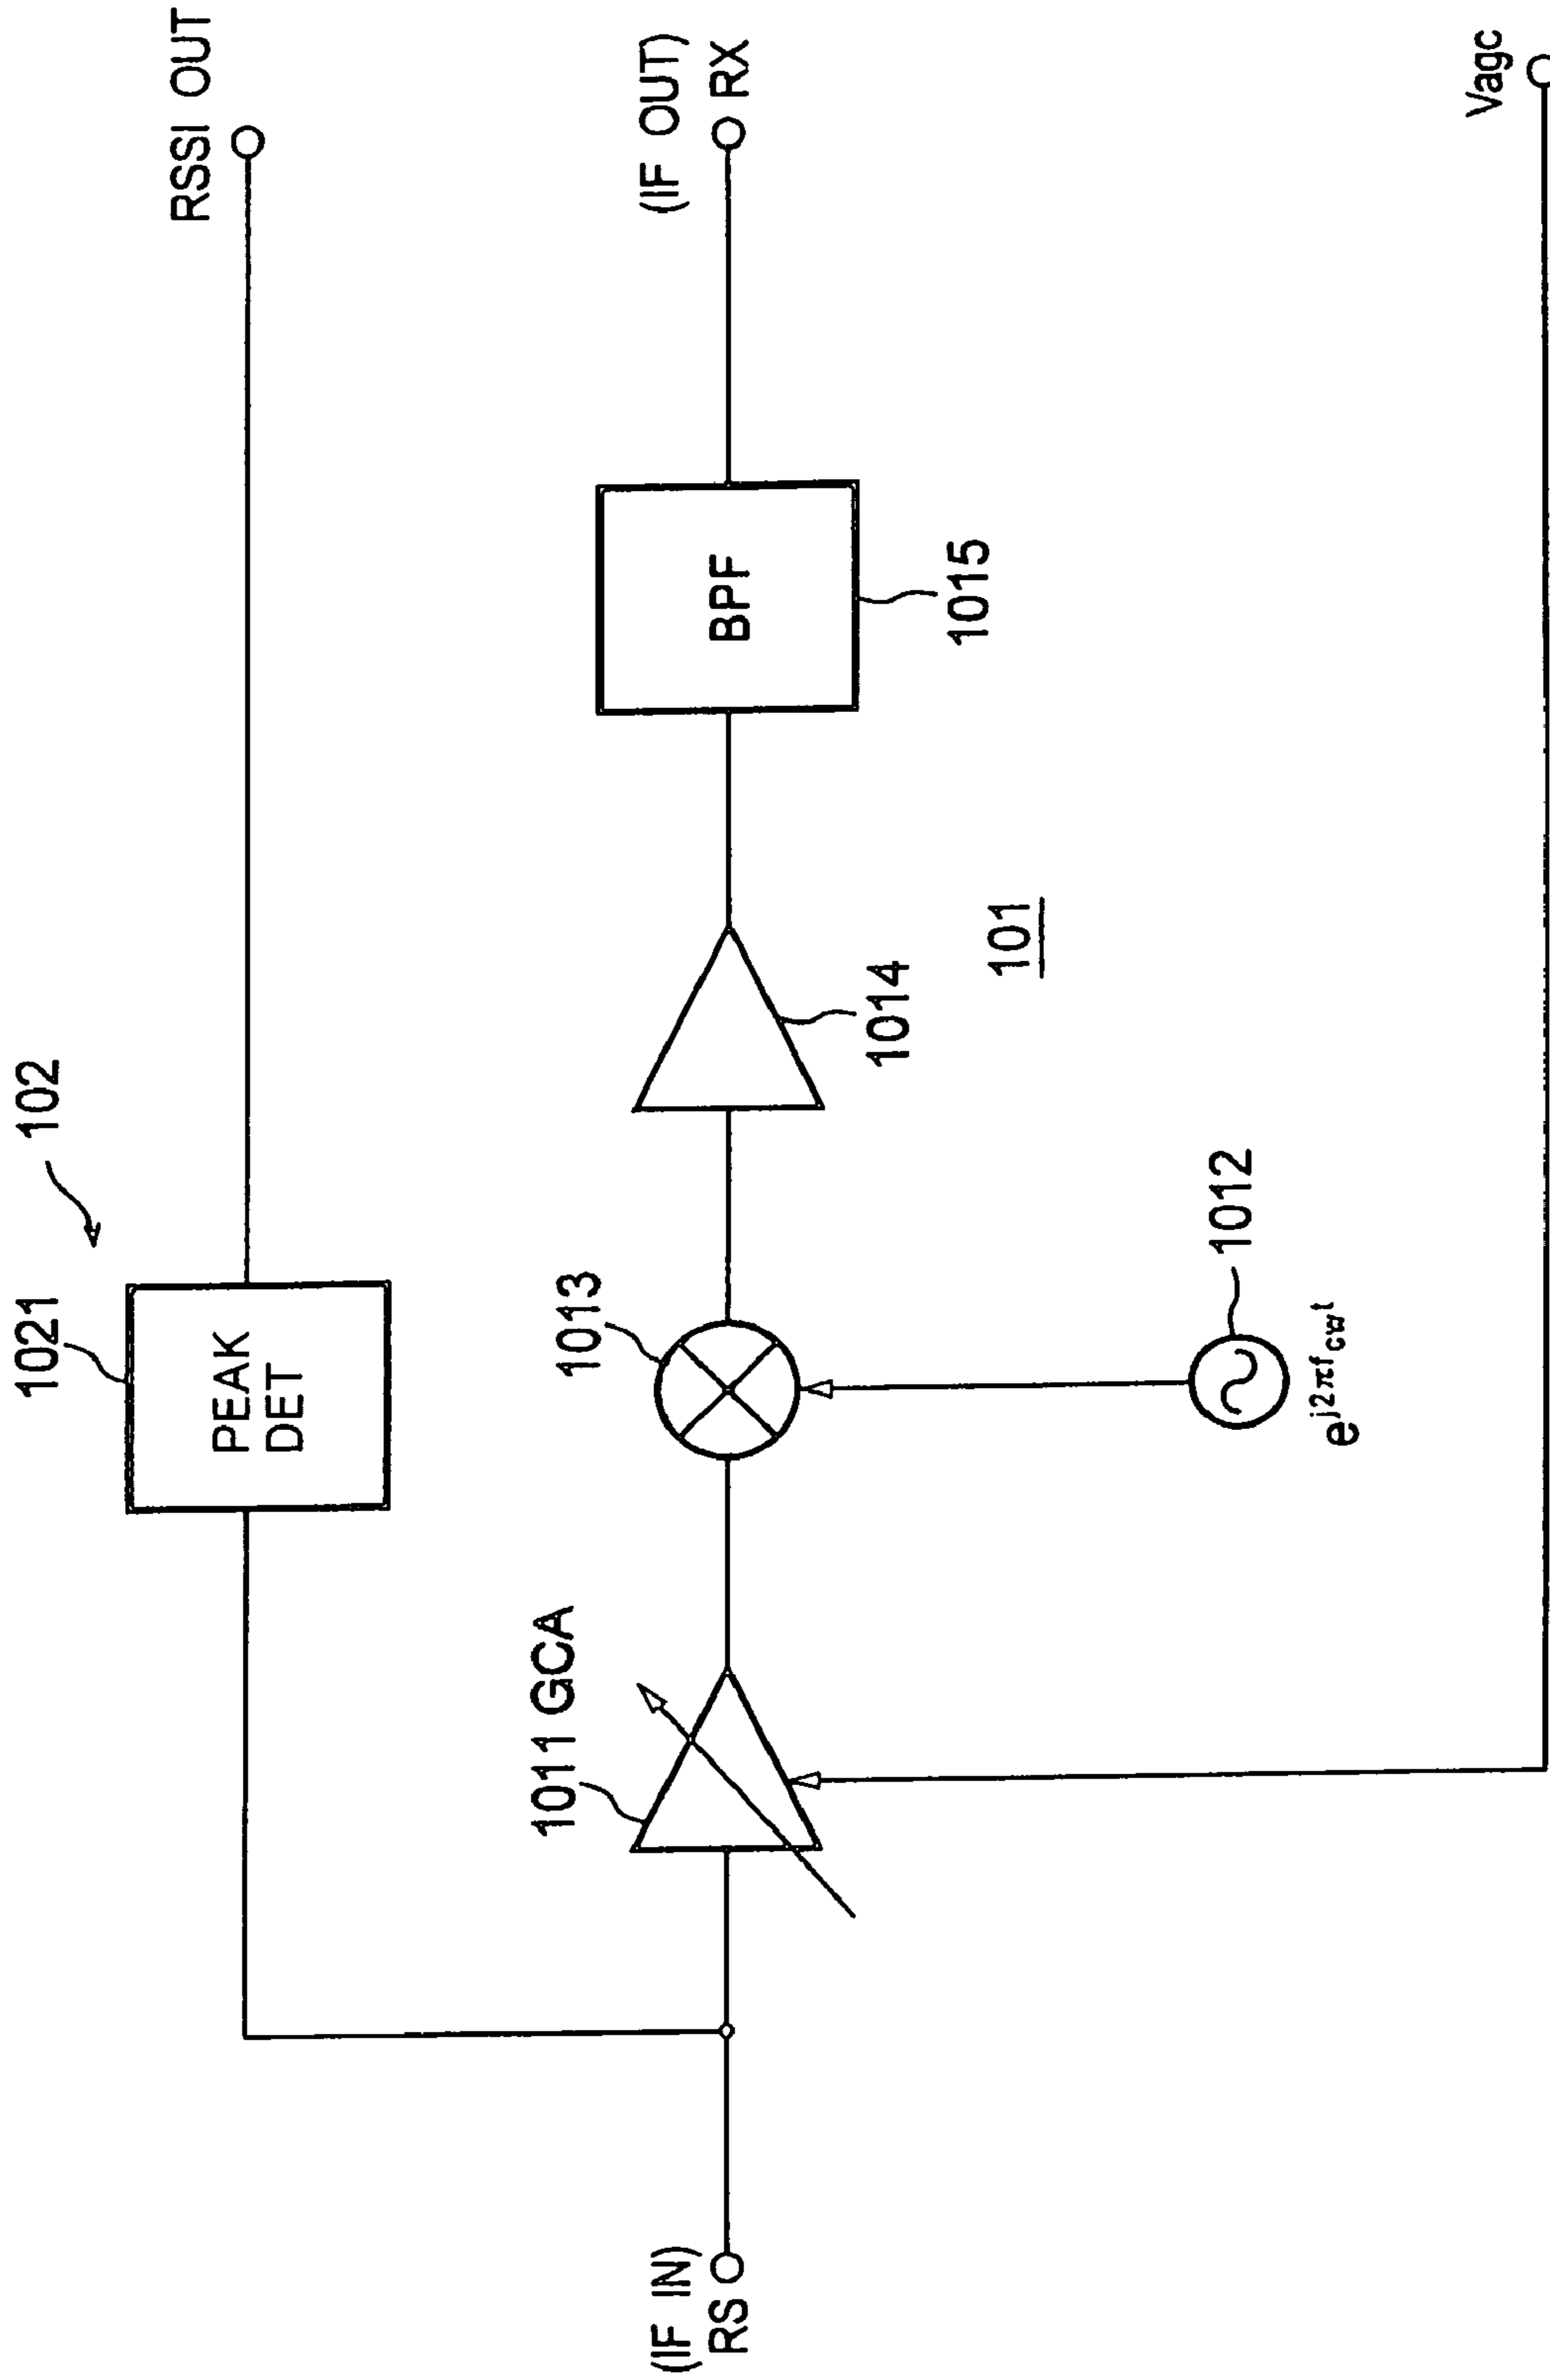 102
1021
PEAK
DET
RSSI OUT
(IF IN)
RS
1011 GCA
1013
1014
BPF
1015
(IF OUT)
RX
101
1012
e^{j2πf_{cw}t}
Vagc